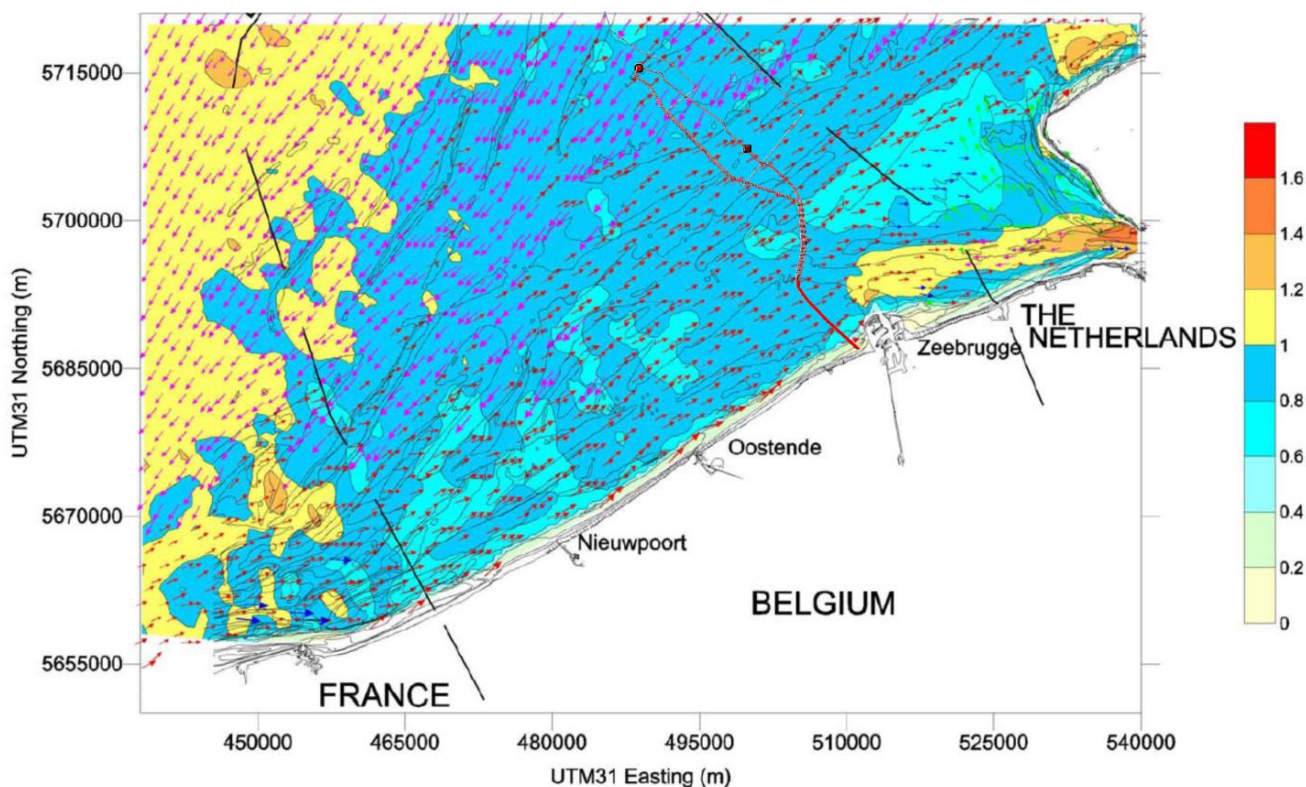 5715000
5700000
5685000
5670000
5655000
UTM31 Northing (m)
THE
NETHERLANDS
Zeebrugge
Oostende
Nieuwpoort
BELGIUM
FRANCE
450000
465000
480000
495000
510000
525000
540000
UTM31 Easting (m)
1.6
1.4
1.2
1
0.8
0.6
0.4
0.2
0